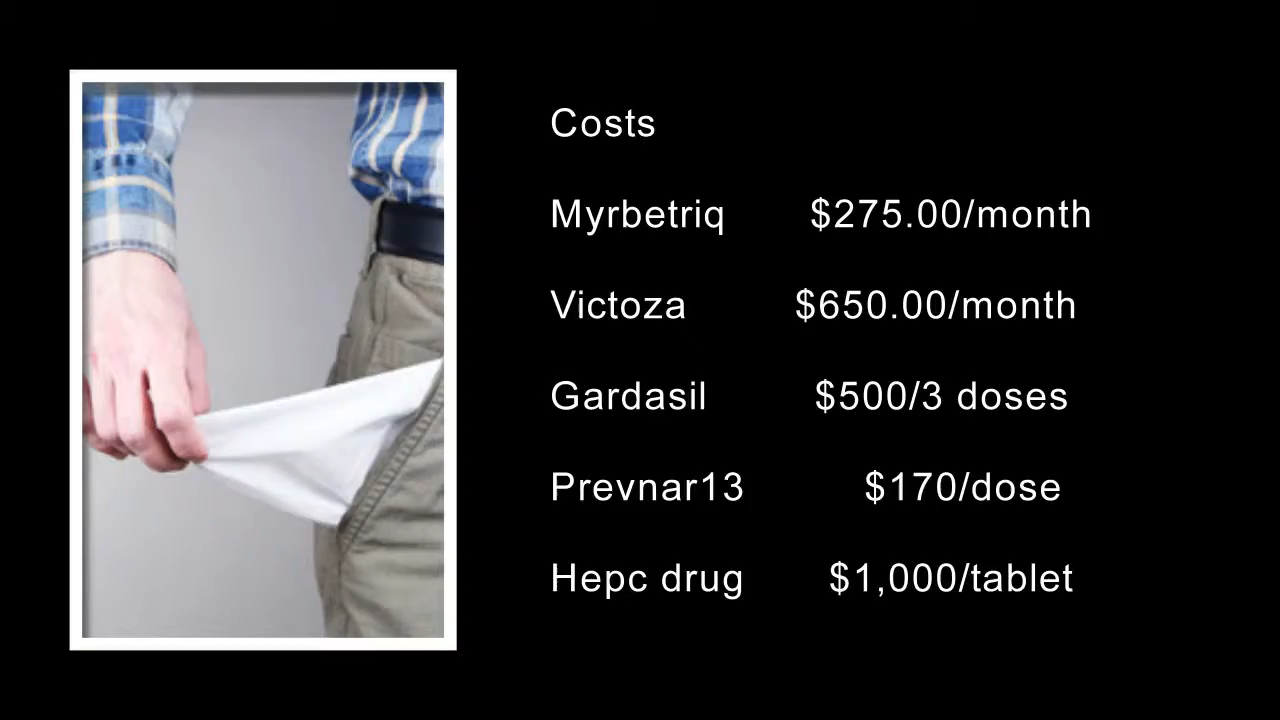 Costs
Myrbetriq $275.00/month
Victoza $650.00/month
Gardasil $500/3 doses
Prevnar13 $170/dose
Hepc drug $1,000/tablet